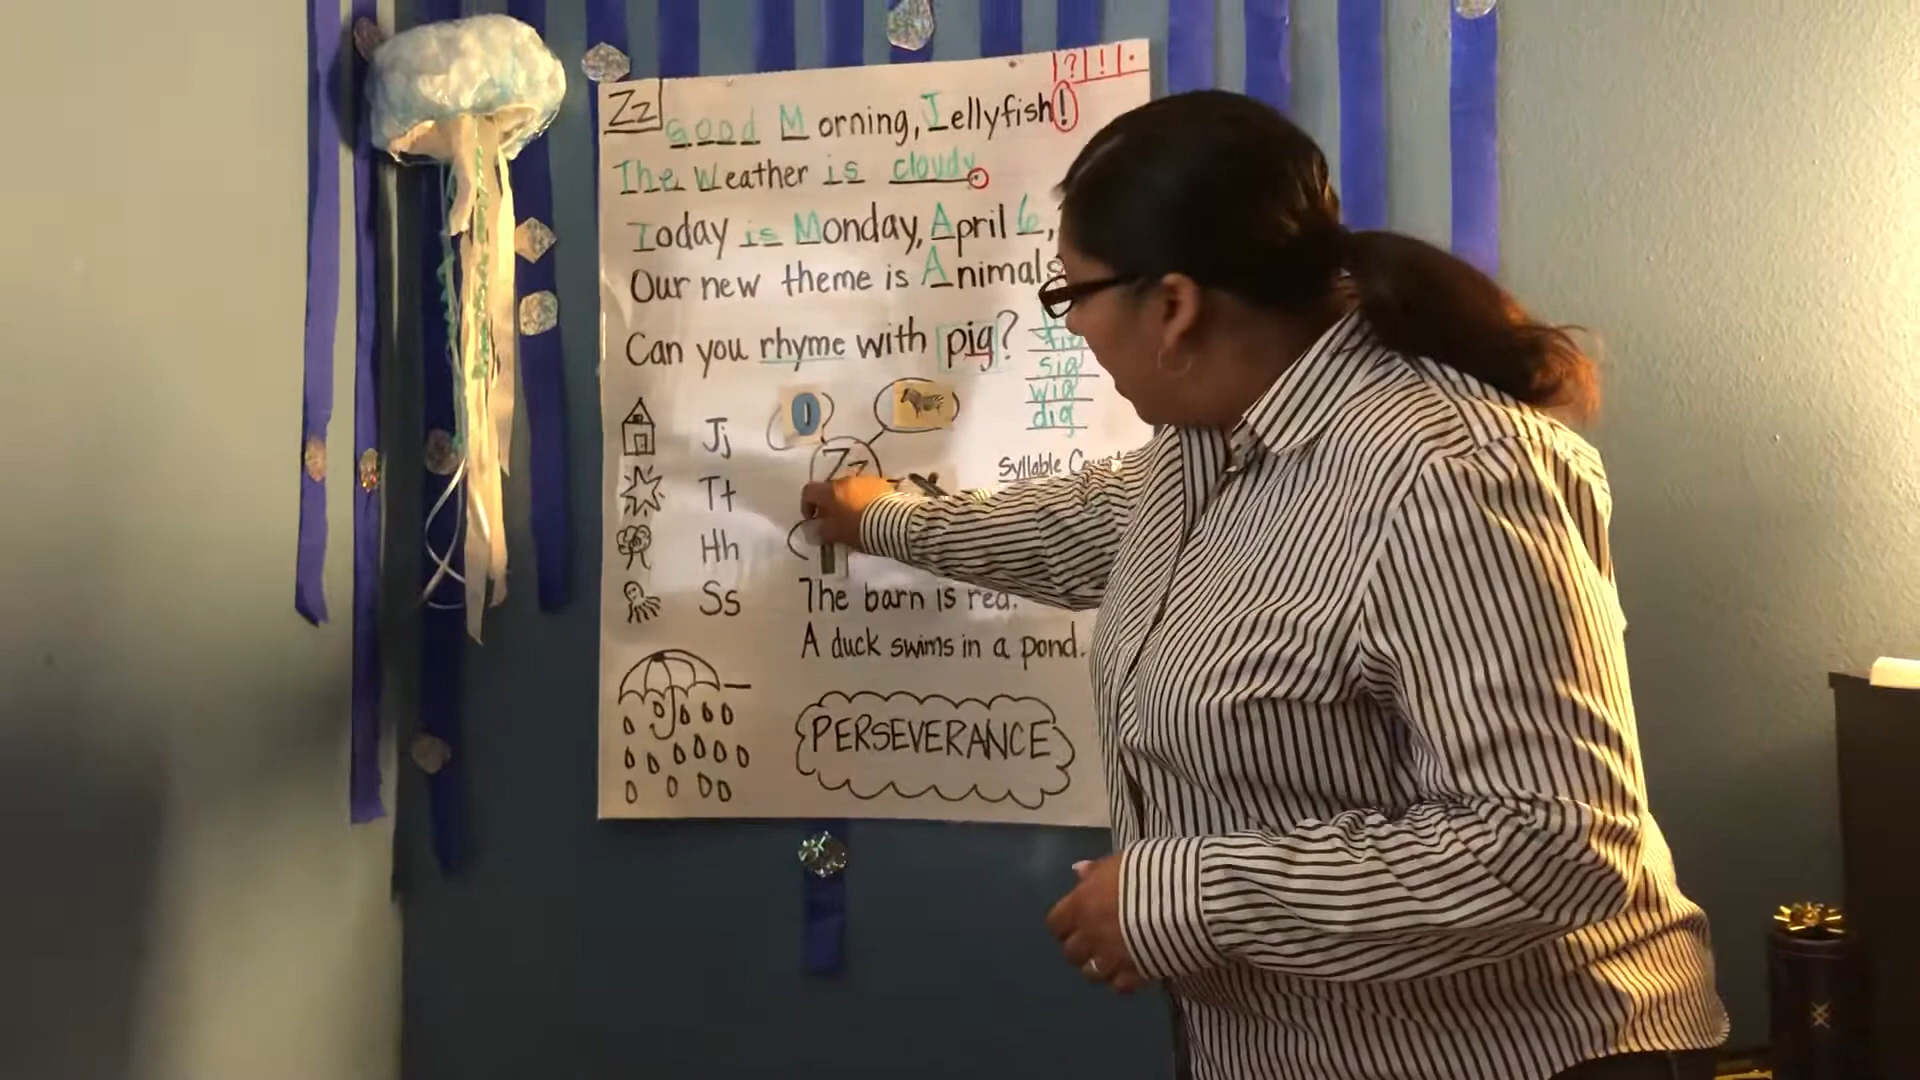 Zz
? ! .
Good Morning, Jellyfish!
The Weather is cloudy.
Today is Monday, April 6,
Our new theme is Animals
Can you rhyme with pig?
sig
wig
dig
Jj
Tt
Hh
Ss
0
Zz
Syllable
The barn is red.
A duck swims in a pond.
PERSEVERANCE